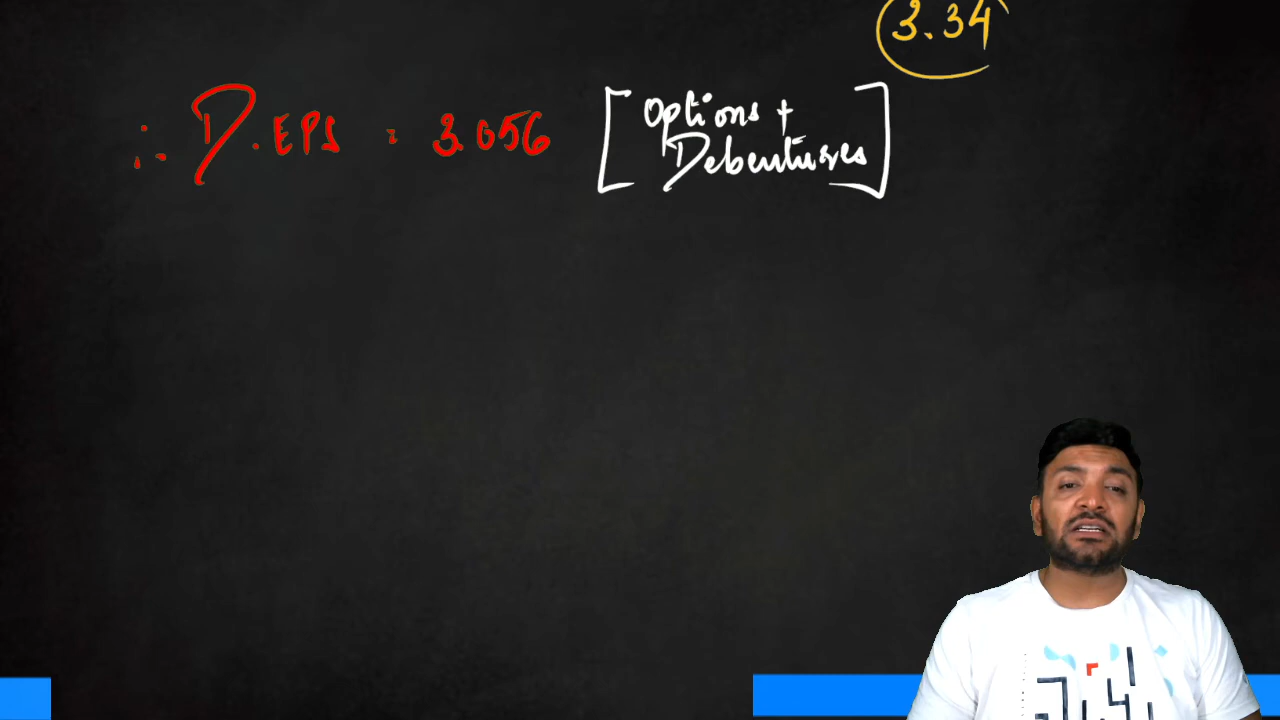 3.34
∴ D.EPS = 3.056 [Options +
Debentures]